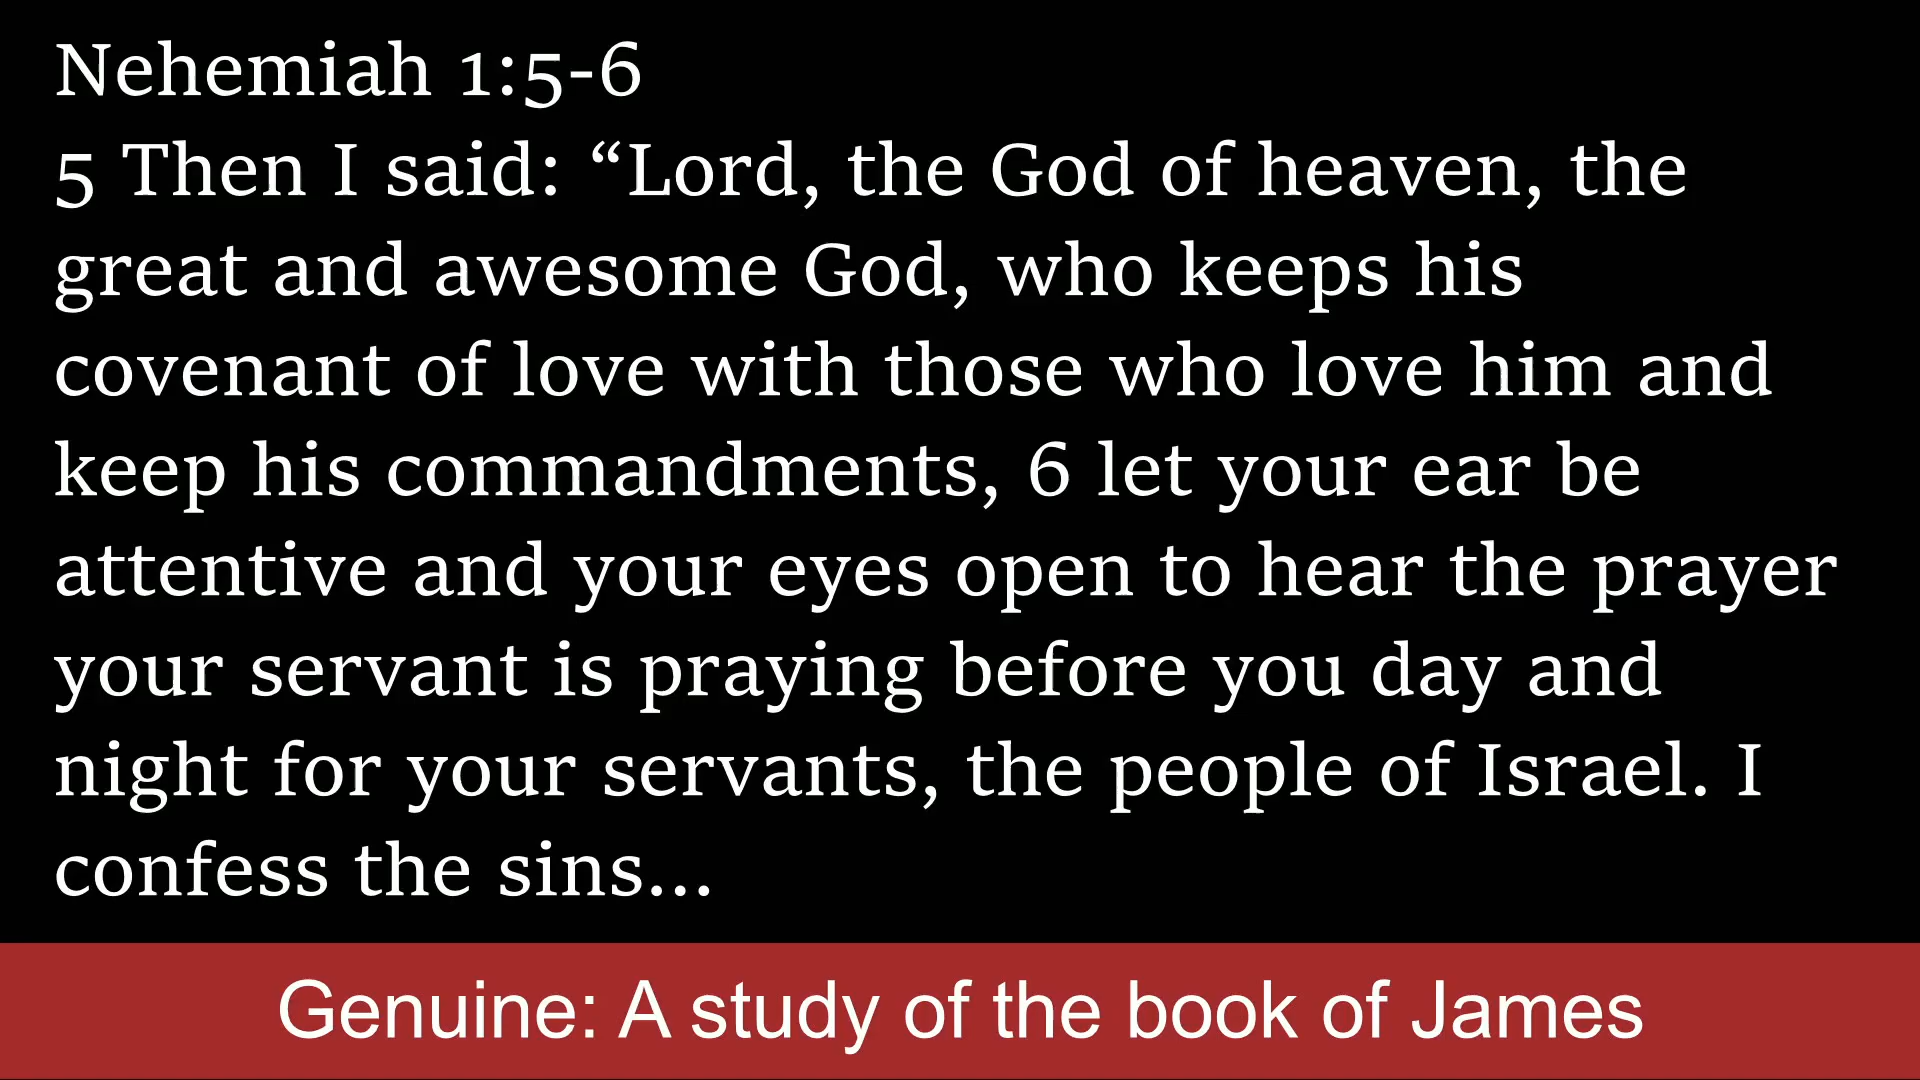 Nehemiah 1:5-6
5 Then I said: “Lord, the God of heaven, the
great and awesome God, who keeps his
covenant of love with those who love him and
keep his commandments, 6 let your ear be
attentive and your eyes open to hear the prayer
your servant is praying before you day and
night for your servants, the people of Israel. I
confess the sins...
Genuine: A study of the book of James